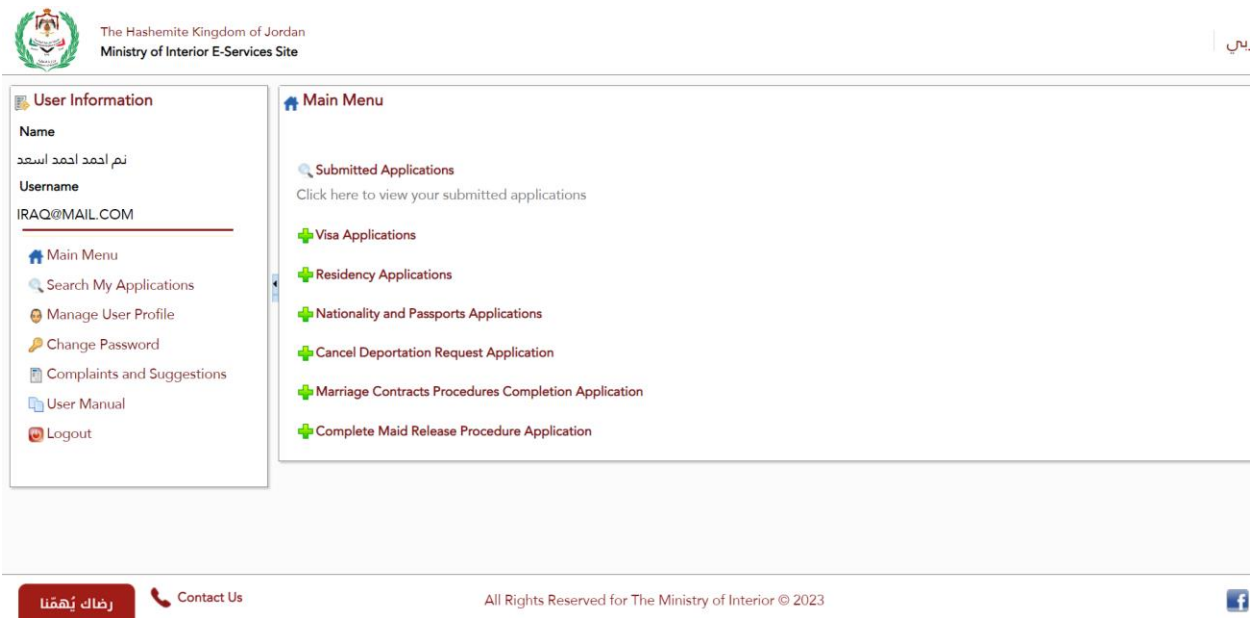 The Hashemite Kingdom of Jordan
Ministry of Interior E-Services Site
User Information
Name
نم احمد احمد اسعد
Username
IRAQ@MAIL.COM
Main Menu
Search My Applications
Manage User Profile
Change Password
Complaints and Suggestions
User Manual
Logout
Main Menu
Submitted Applications
Click here to view your submitted applications
Visa Applications
Residency Applications
Nationality and Passports Applications
Cancel Deportation Request Application
Marriage Contracts Procedures Completion Application
Complete Maid Release Procedure Application
رضاك يُهمّنا
Contact Us
All Rights Reserved for The Ministry of Interior © 2023